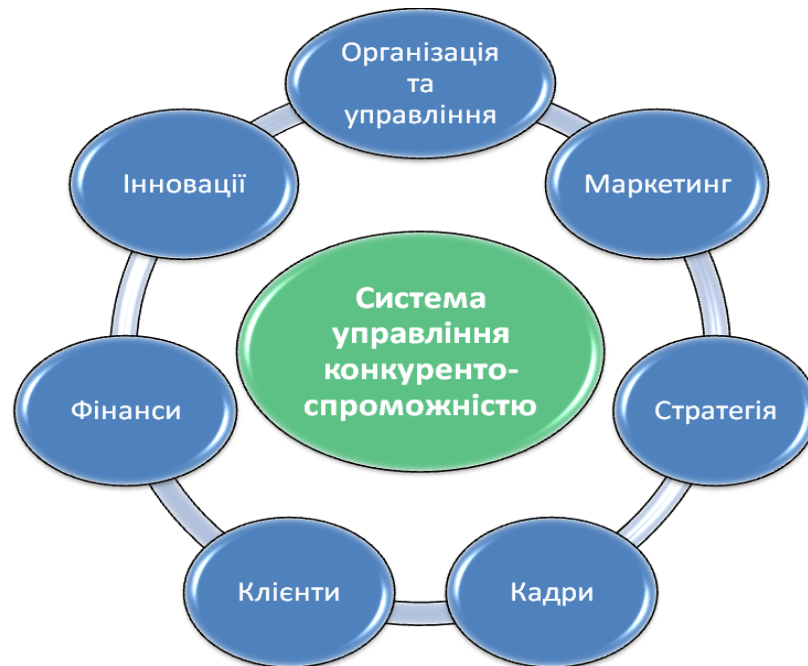 Організація
та
управління
Інновації
Маркетинг
Система
управління
конкуренто-
спроможністю
Фінанси
Стратегія
Клієнти
Кадри